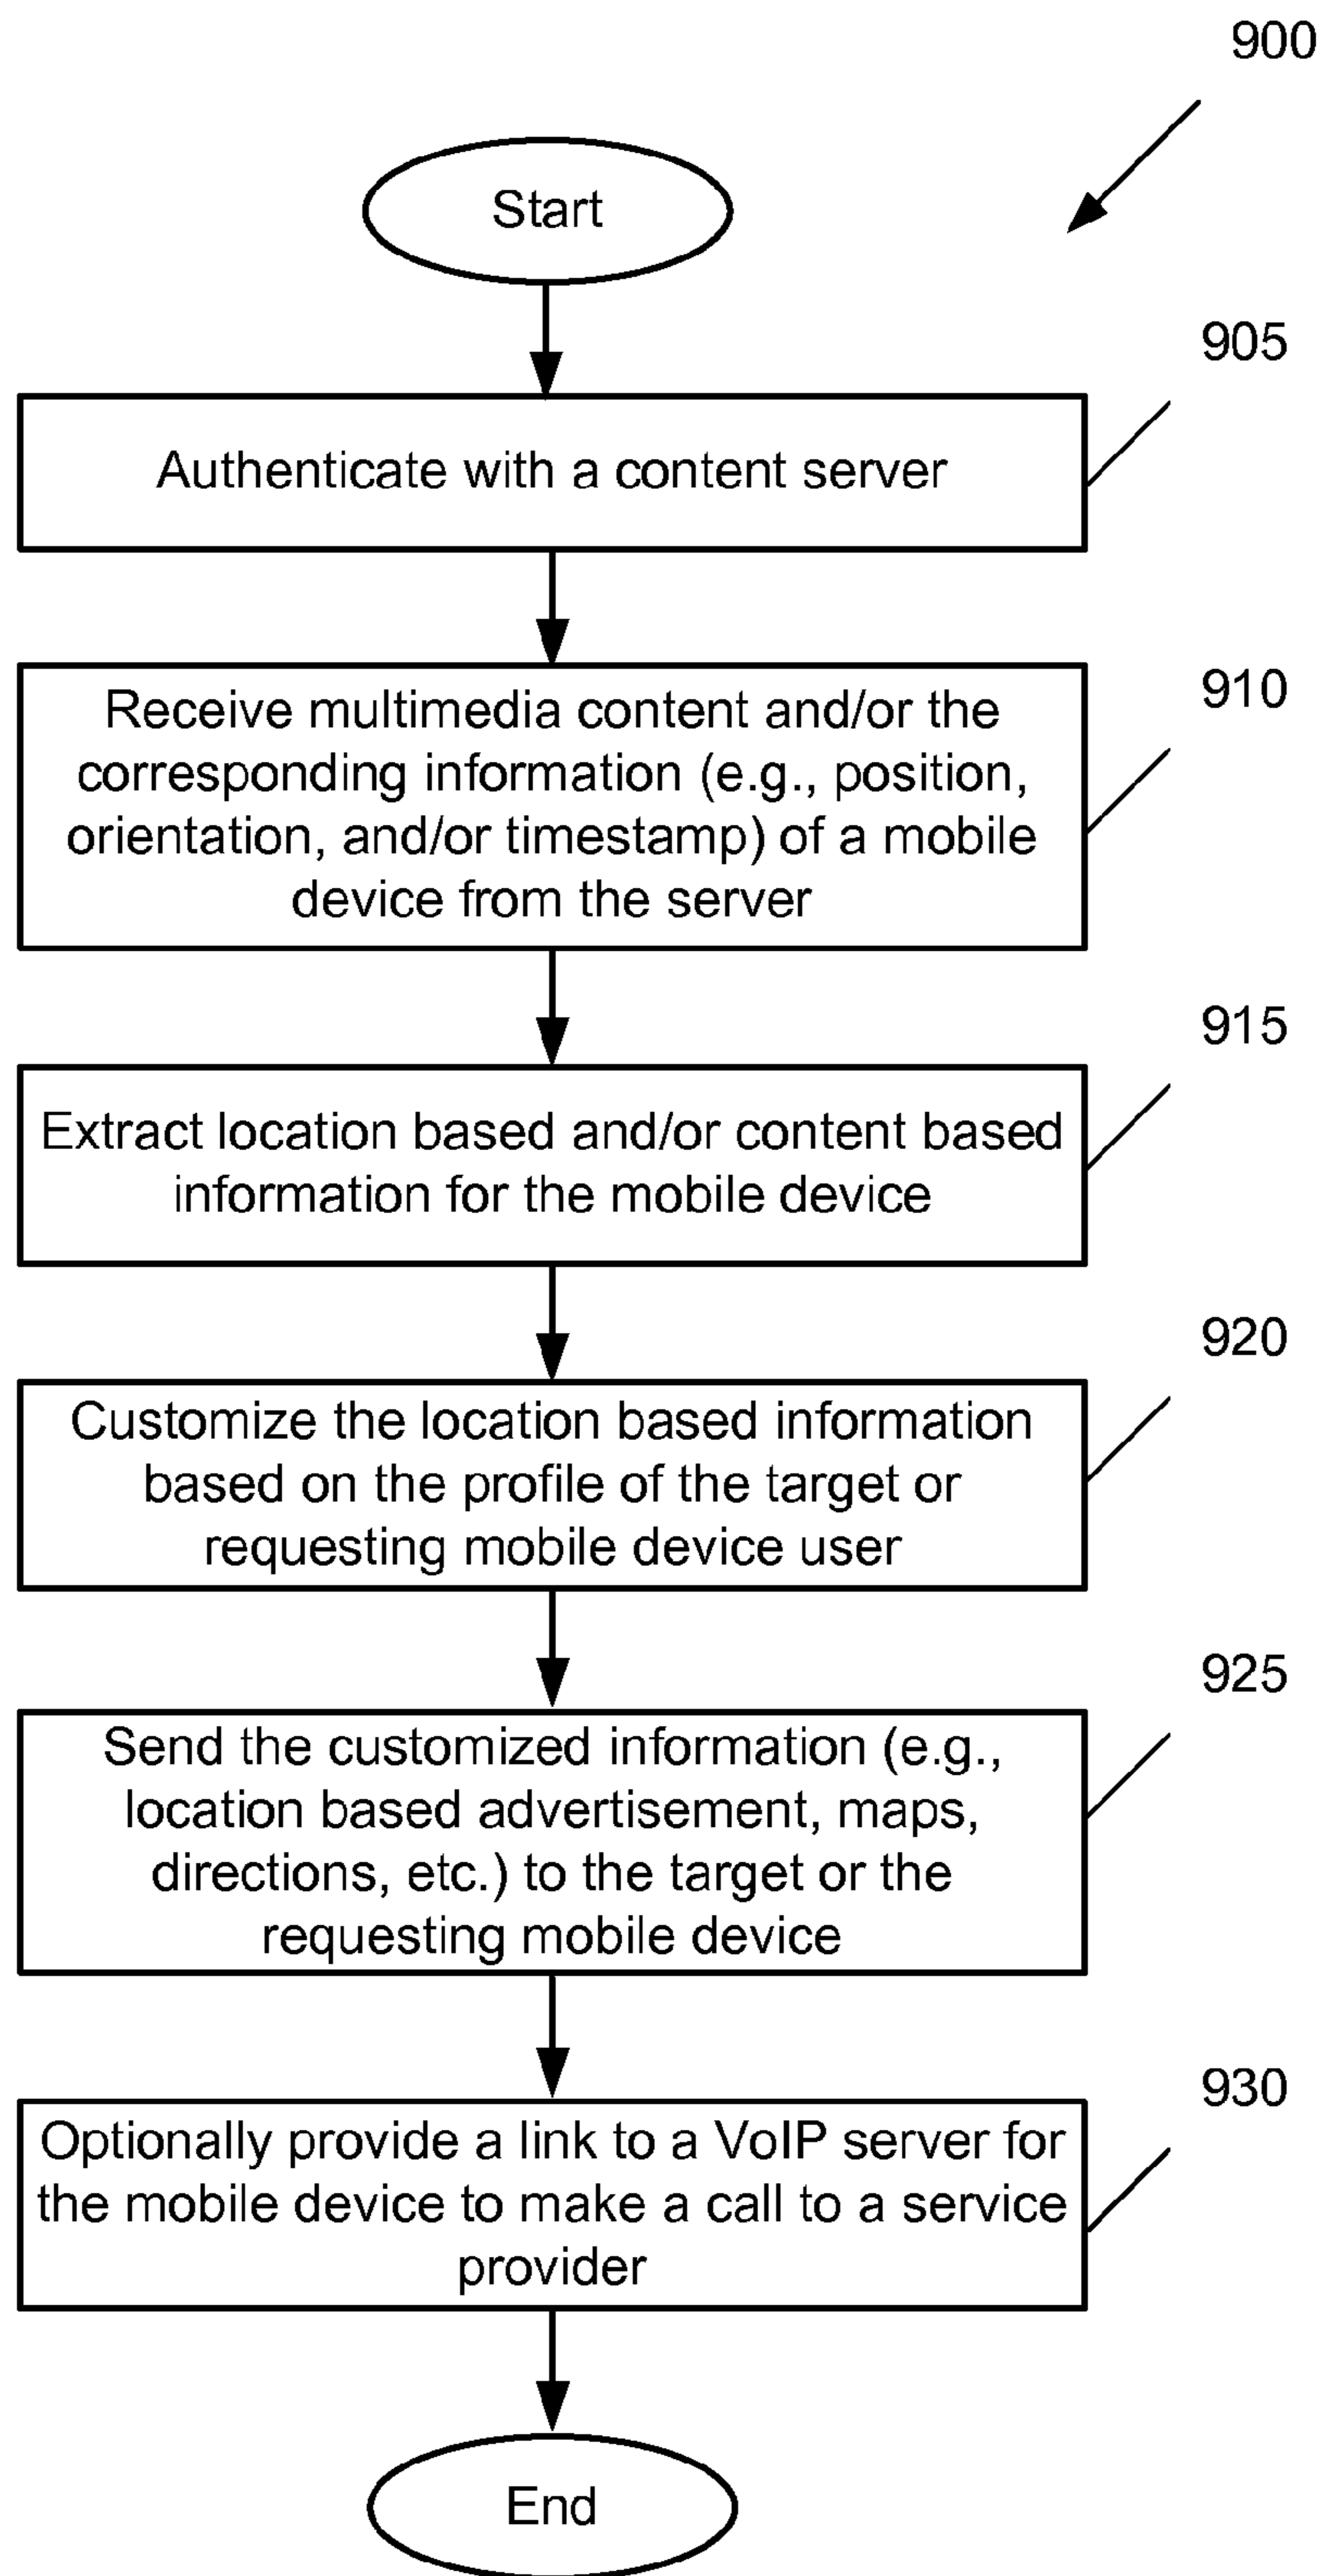 900
Start
905
Authenticate with a content server
910
Receive multimedia content and/or the
corresponding information (e.g., position,
orientation, and/or timestamp) of a mobile
device from the server
915
Extract location based and/or content based
information for the mobile device
920
Customize the location based information
based on the profile of the target or
requesting mobile device user
925
Send the customized information (e.g.,
location based advertisement, maps,
directions, etc.) to the target or the
requesting mobile device
930
Optionally provide a link to a VoIP server for
the mobile device to make a call to a service
provider
End